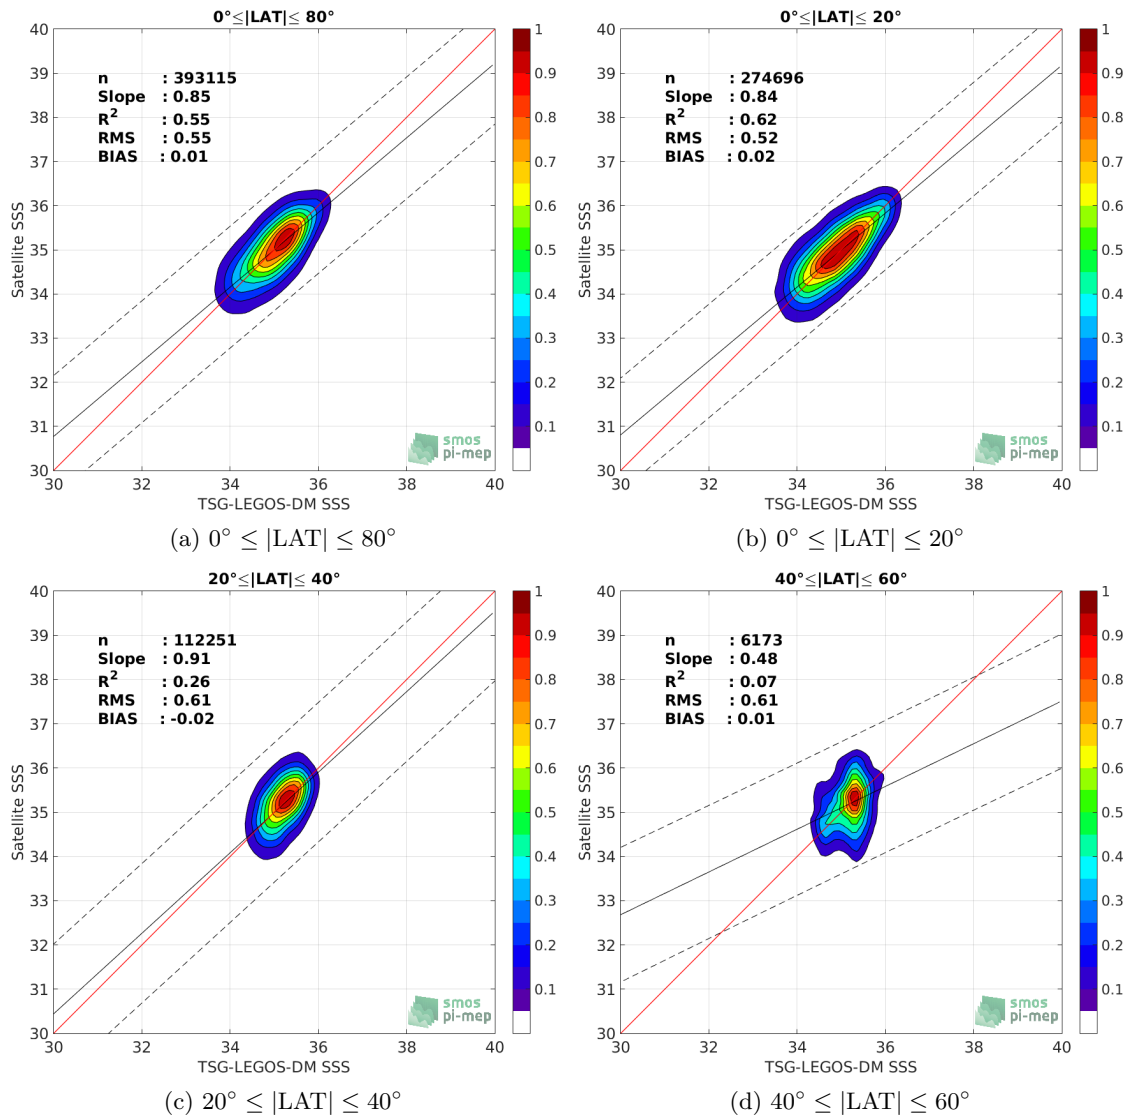 0°≤|LAT|≤ 80°
40
39
38
37
36
35
34
33
32
31
30
Satellite SSS
n : 393115
Slope : 0.85
R² : 0.55
RMS : 0.55
BIAS : 0.01
smos
pi-mep
30 32 34 36 38 40
TSG-LEGOS-DM SSS
1
0.9
0.8
0.7
0.6
0.5
0.4
0.3
0.2
0.1
(a) 0° ≤ |LAT| ≤ 80°
0°≤|LAT|≤ 20°
40
39
38
37
36
35
34
33
32
31
30
Satellite SSS
n : 274696
Slope : 0.84
R² : 0.62
RMS : 0.52
BIAS : 0.02
smos
pi-mep
30 32 34 36 38 40
TSG-LEGOS-DM SSS
1
0.9
0.8
0.7
0.6
0.5
0.4
0.3
0.2
0.1
(b) 0° ≤ |LAT| ≤ 20°
20°≤|LAT|≤ 40°
40
39
38
37
36
35
34
33
32
31
30
Satellite SSS
n : 112251
Slope : 0.91
R² : 0.26
RMS : 0.61
BIAS : -0.02
smos
pi-mep
30 32 34 36 38 40
TSG-LEGOS-DM SSS
1
0.9
0.8
0.7
0.6
0.5
0.4
0.3
0.2
0.1
(c) 20° ≤ |LAT| ≤ 40°
40°≤|LAT|≤ 60°
40
39
38
37
36
35
34
33
32
31
30
Satellite SSS
n : 6173
Slope : 0.48
R² : 0.07
RMS : 0.61
BIAS : 0.01
smos
pi-mep
30 32 34 36 38 40
TSG-LEGOS-DM SSS
1
0.9
0.8
0.7
0.6
0.5
0.4
0.3
0.2
0.1
(d) 40° ≤ |LAT| ≤ 60°